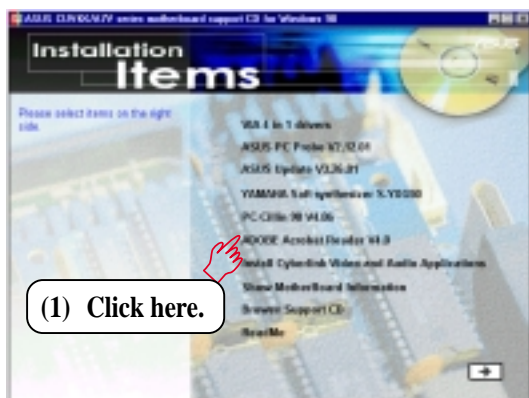 ASUS series motherboard support CD for Windows 98
ASUS
Installation
Items
Please select items on the right
side.
VIA 4 in 1 drivers
ASUS PC Probe V2.12.01
ASUS Update V3.26.01
YAMAHA Soft synthesizer S-YXG50
PC-Cillin 98 V4.06
ADOBE Acrobat Reader V4.0
Install Cyberlink Video and Audio Applications
Show MotherBoard Information
Browse Support CD
ReadMe
(1) Click here.